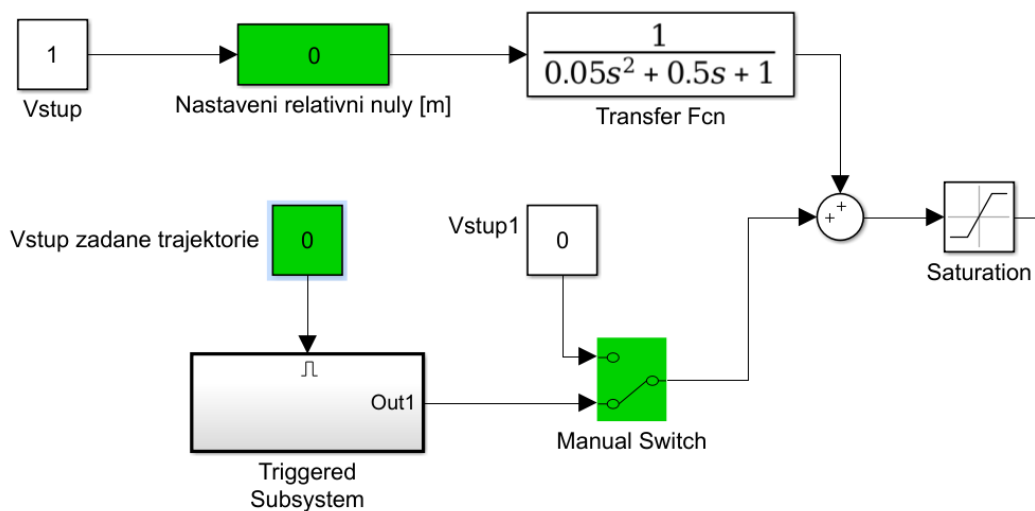 1
Vstup
0
Nastaveni relativni nuly [m]
1
0.05s² + 0.5s + 1
Transfer Fcn
Vstup zadane trajektorie
0
Vstup1
0
+
+
Saturation
Out1
Triggered
Subsystem
Manual Switch